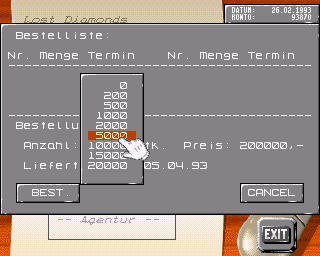 Lost Diamonds
DATUM: 26.02.1993
KONTO: 93870
Bestelliste:
Nr. Menge Termin Nr. Menge Termin
0
200
500
1000
Bestellu 2000
5000
Anzahl: 10000 tk. Preis: 200000,-
15000
Liefert 20000 05.04.93
BEST. CANCEL
-- Agentur --
EXIT